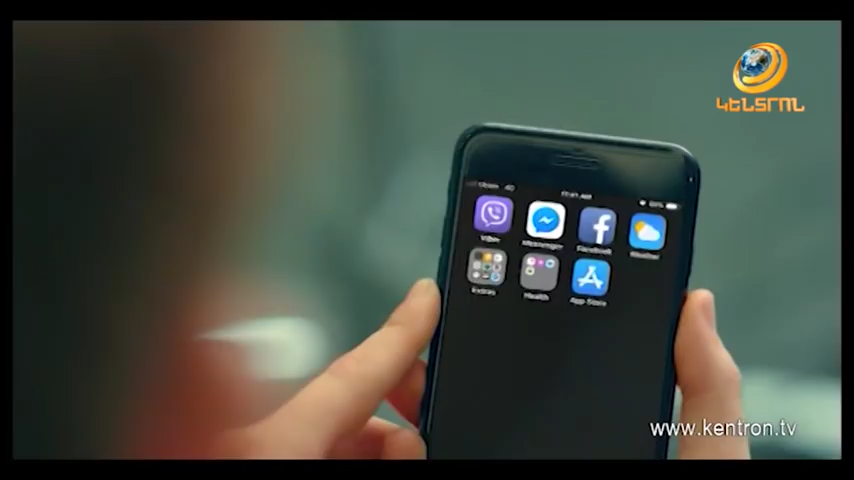 ԿԵՆՏՐՈՆ
Viber
Messenger
Facebook
Weather
Extras
Health
App Store
www.kentron.tv